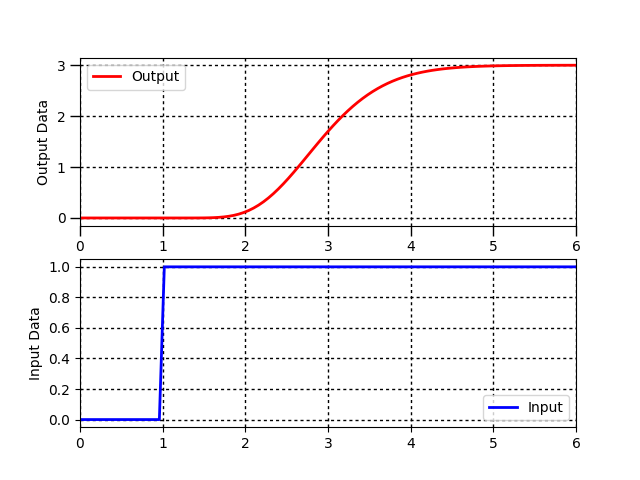 3
Output
2
Output Data
1
0
0 1 2 3 4 5 6
1.0
0.8
0.6
Input Data
0.4
0.2
Input
0.0
0 1 2 3 4 5 6